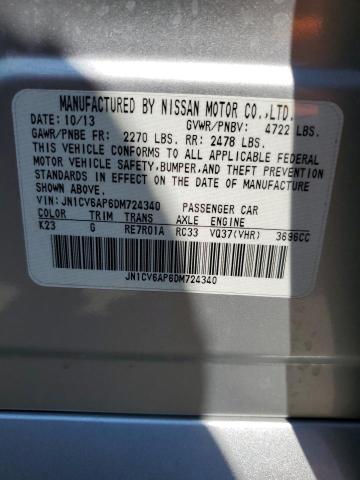 MANUFACTURED BY NISSAN MOTOR CO.,LTD.
DATE: 10/13 GVWR/PNBV: 4722 LBS.
GAWR/PNBE FR: 2270 LBS. RR: 2478 LBS.
THIS VEHICLE CONFORMS TO ALL APPLICABLE FEDERAL
MOTOR VEHICLE SAFETY, BUMPER, AND THEFT PREVENTION
STANDARDS IN EFFECT ON THE DATE OF MANUFACTURE
SHOWN ABOVE.
VIN: JN1CV6AP6DM724340 PASSENGER CAR
COLOR TRIM TRANS AXLE ENGINE
K23 G RE7R01A RC33 VQ37(VHR) 3696CC
JN1CV6AP6DM724340